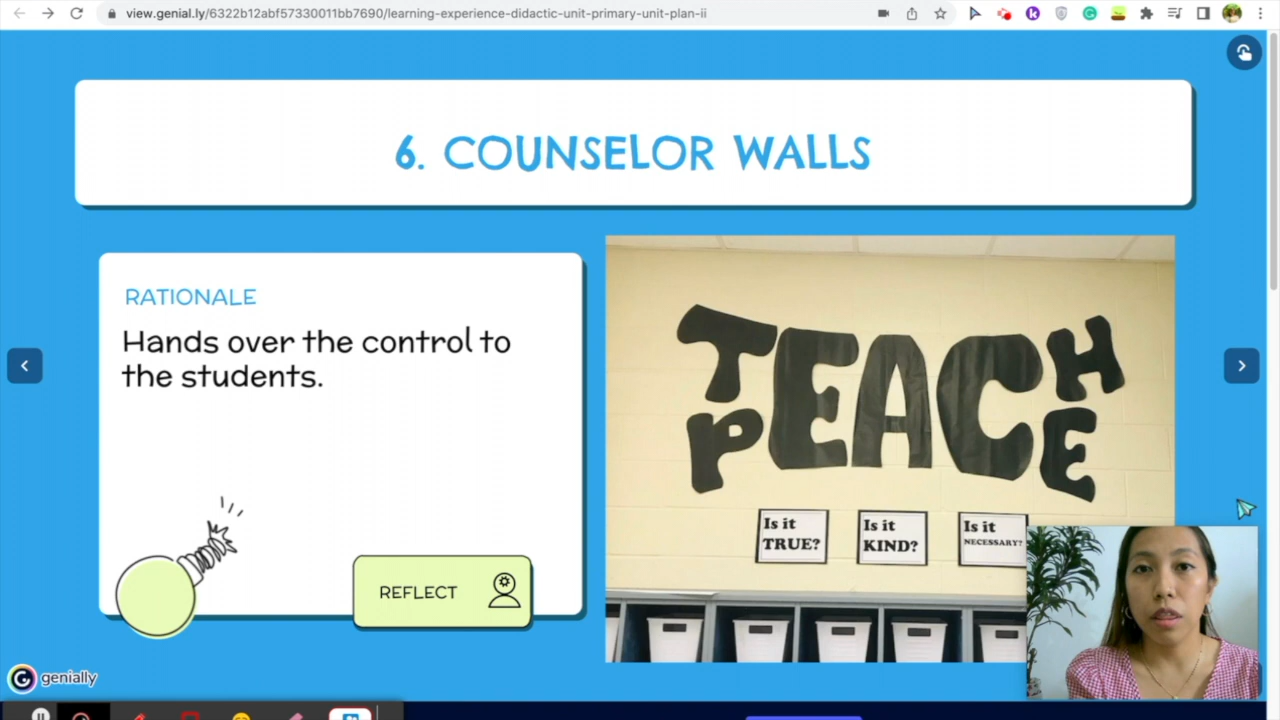 view.genial.ly/6322b12abf57330011bb7690/learning-experience-didactic-unit-primary-unit-plan-ii
6. COUNSELOR WALLS
RATIONALE
Hands over the control to
the students.
REFLECT
TEACH
PEACE
Is it
TRUE?
Is it
KIND?
Is it
NECESSARY?
genially